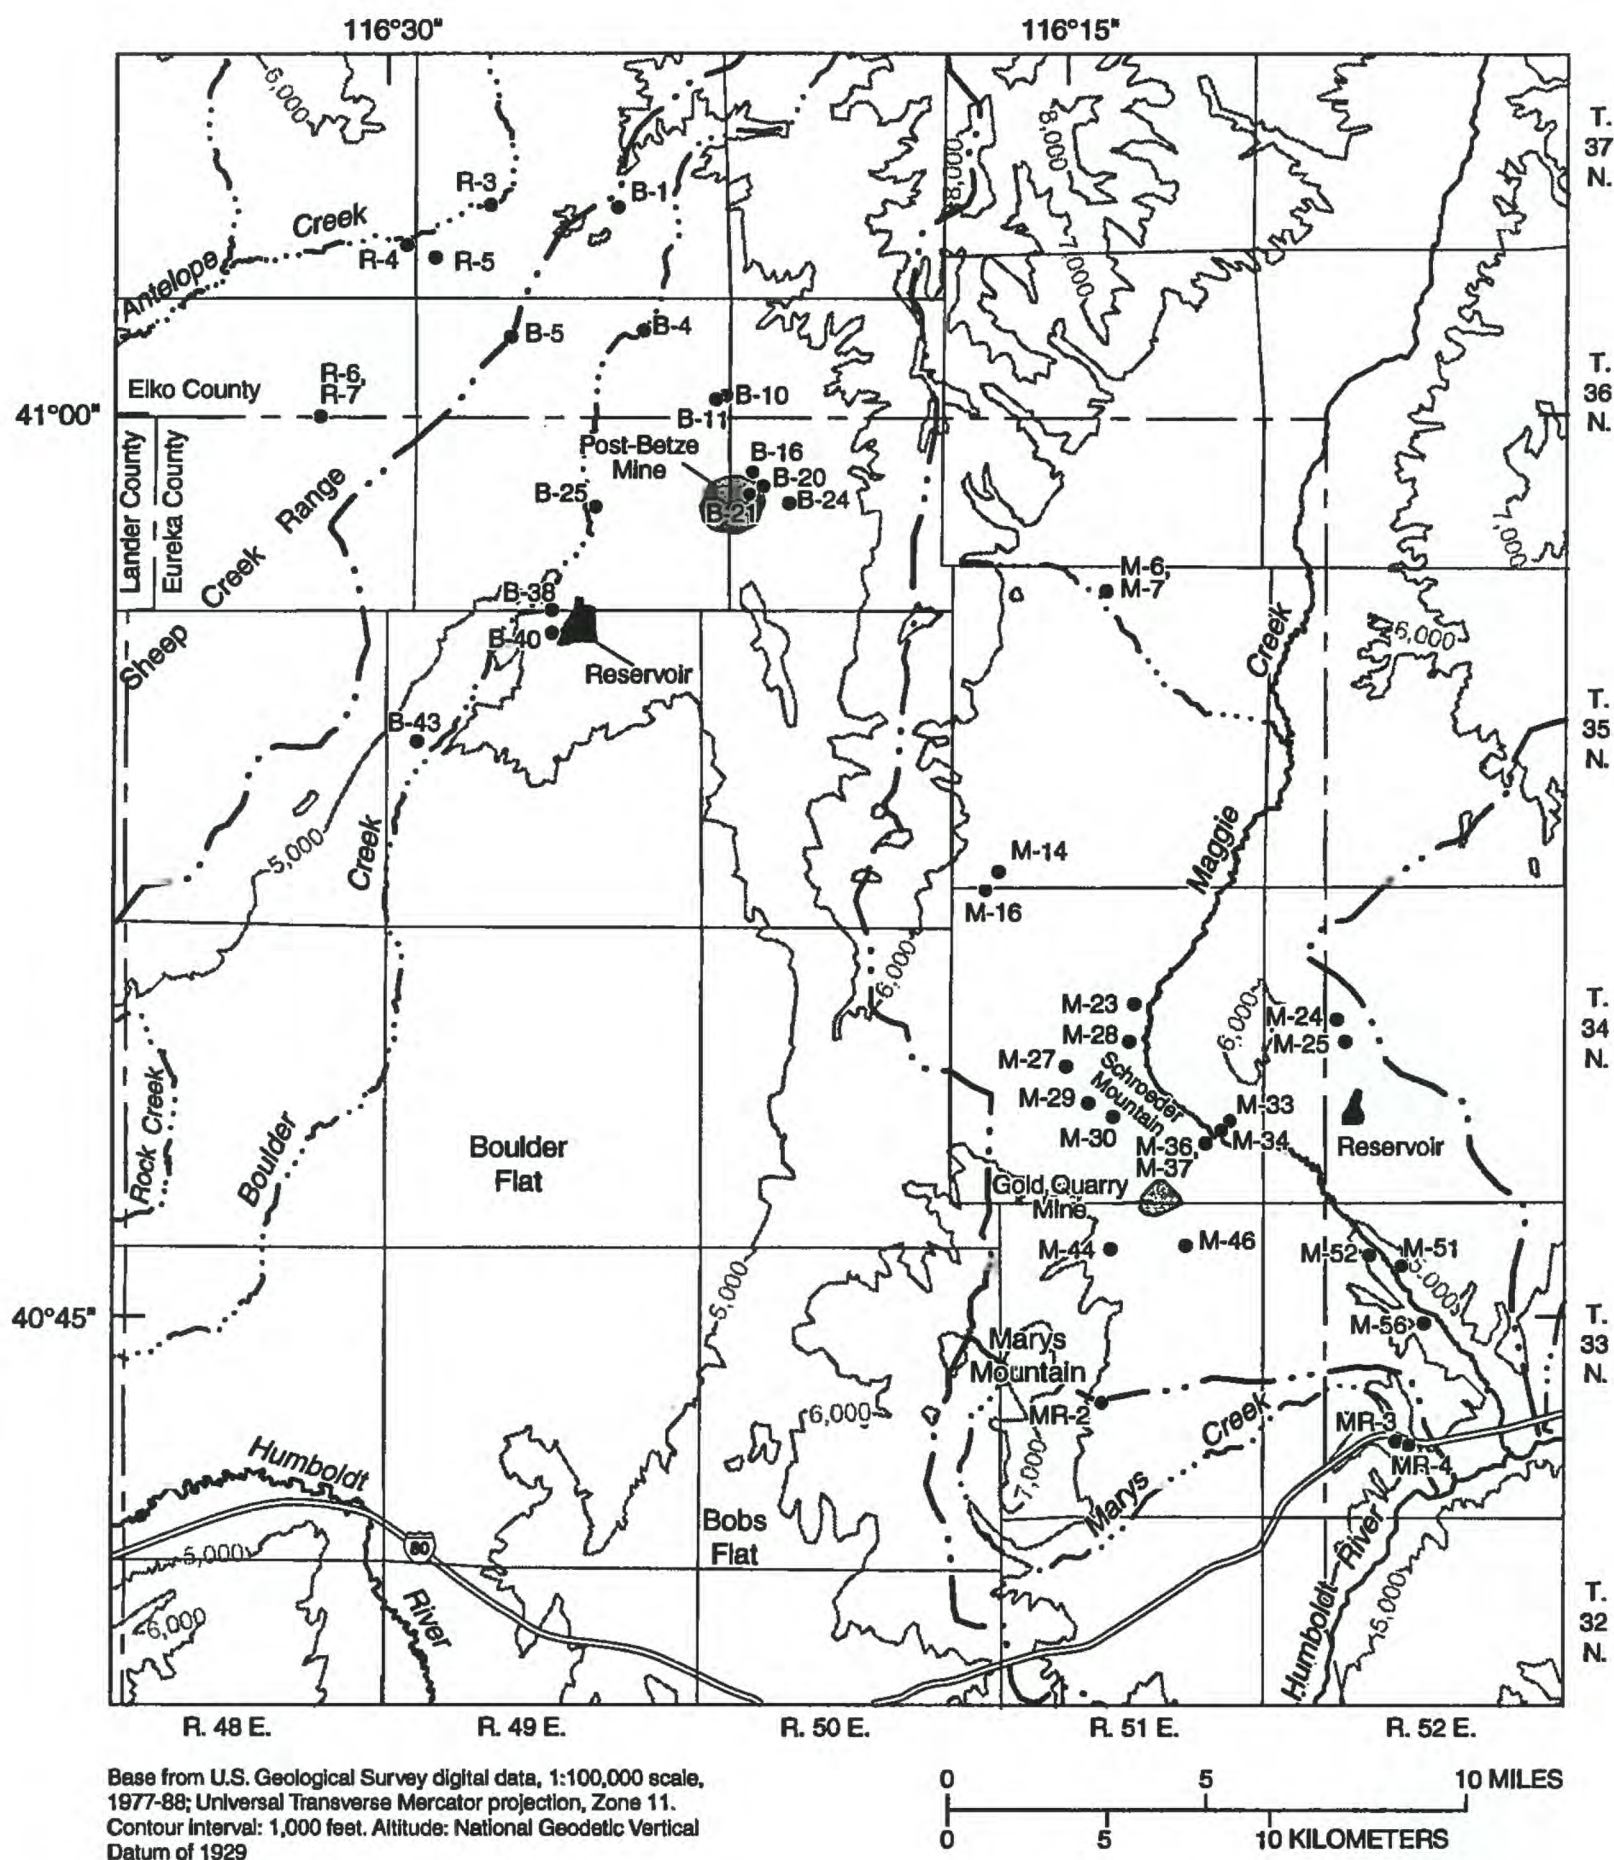 116°30"
116°15"
6,000
8,000
8,000
T.
37
N.
R-3
B-1
Creek
R-4
R-5
7,000
Antelope
B-5
B-4
T.
36
N.
Elko County
R-6,
R-7
B-10
41°00"
B-11
Post-Betze
Mine
B-16
B-20
B-24
B-25
B-21
Lander County
Eureka County
Range
Creek
Sheep
7,000
M-6,
M-7
B-38
B-40
Reservoir
Creek
6,000
B-43
T.
35
N.
5,000
Creek
Maggie
M-14
M-16
6,000
M-23
M-28
M-27
6,000
M-24
M-25
T.
34
N.
Schroeder
Mountain
M-29
M-30
M-33
M-34
M-36,
M-37
Reservoir
Rock Creek
Boulder
Boulder
Flat
Gold Quarry
Mine
M-44
M-46
M-52
M-51
5,000
5,000
40°45"
M-56
T.
33
N.
Marys
Mountain
6,000
MR-2
Creek
MR-3
MR-4
Humboldt
7,000
Marys
Bobs
Flat
80
5,000
River
Humboldt
River
5,000
6,000
T.
32
N.
R. 48 E.
R. 49 E.
R. 50 E.
R. 51 E.
R. 52 E.
Base from U.S. Geological Survey digital data, 1:100,000 scale,
1977-88; Universal Transverse Mercator projection, Zone 11.
Contour interval: 1,000 feet. Altitude: National Geodetic Vertical
Datum of 1929
0
5
10 MILES
0
5
10 KILOMETERS